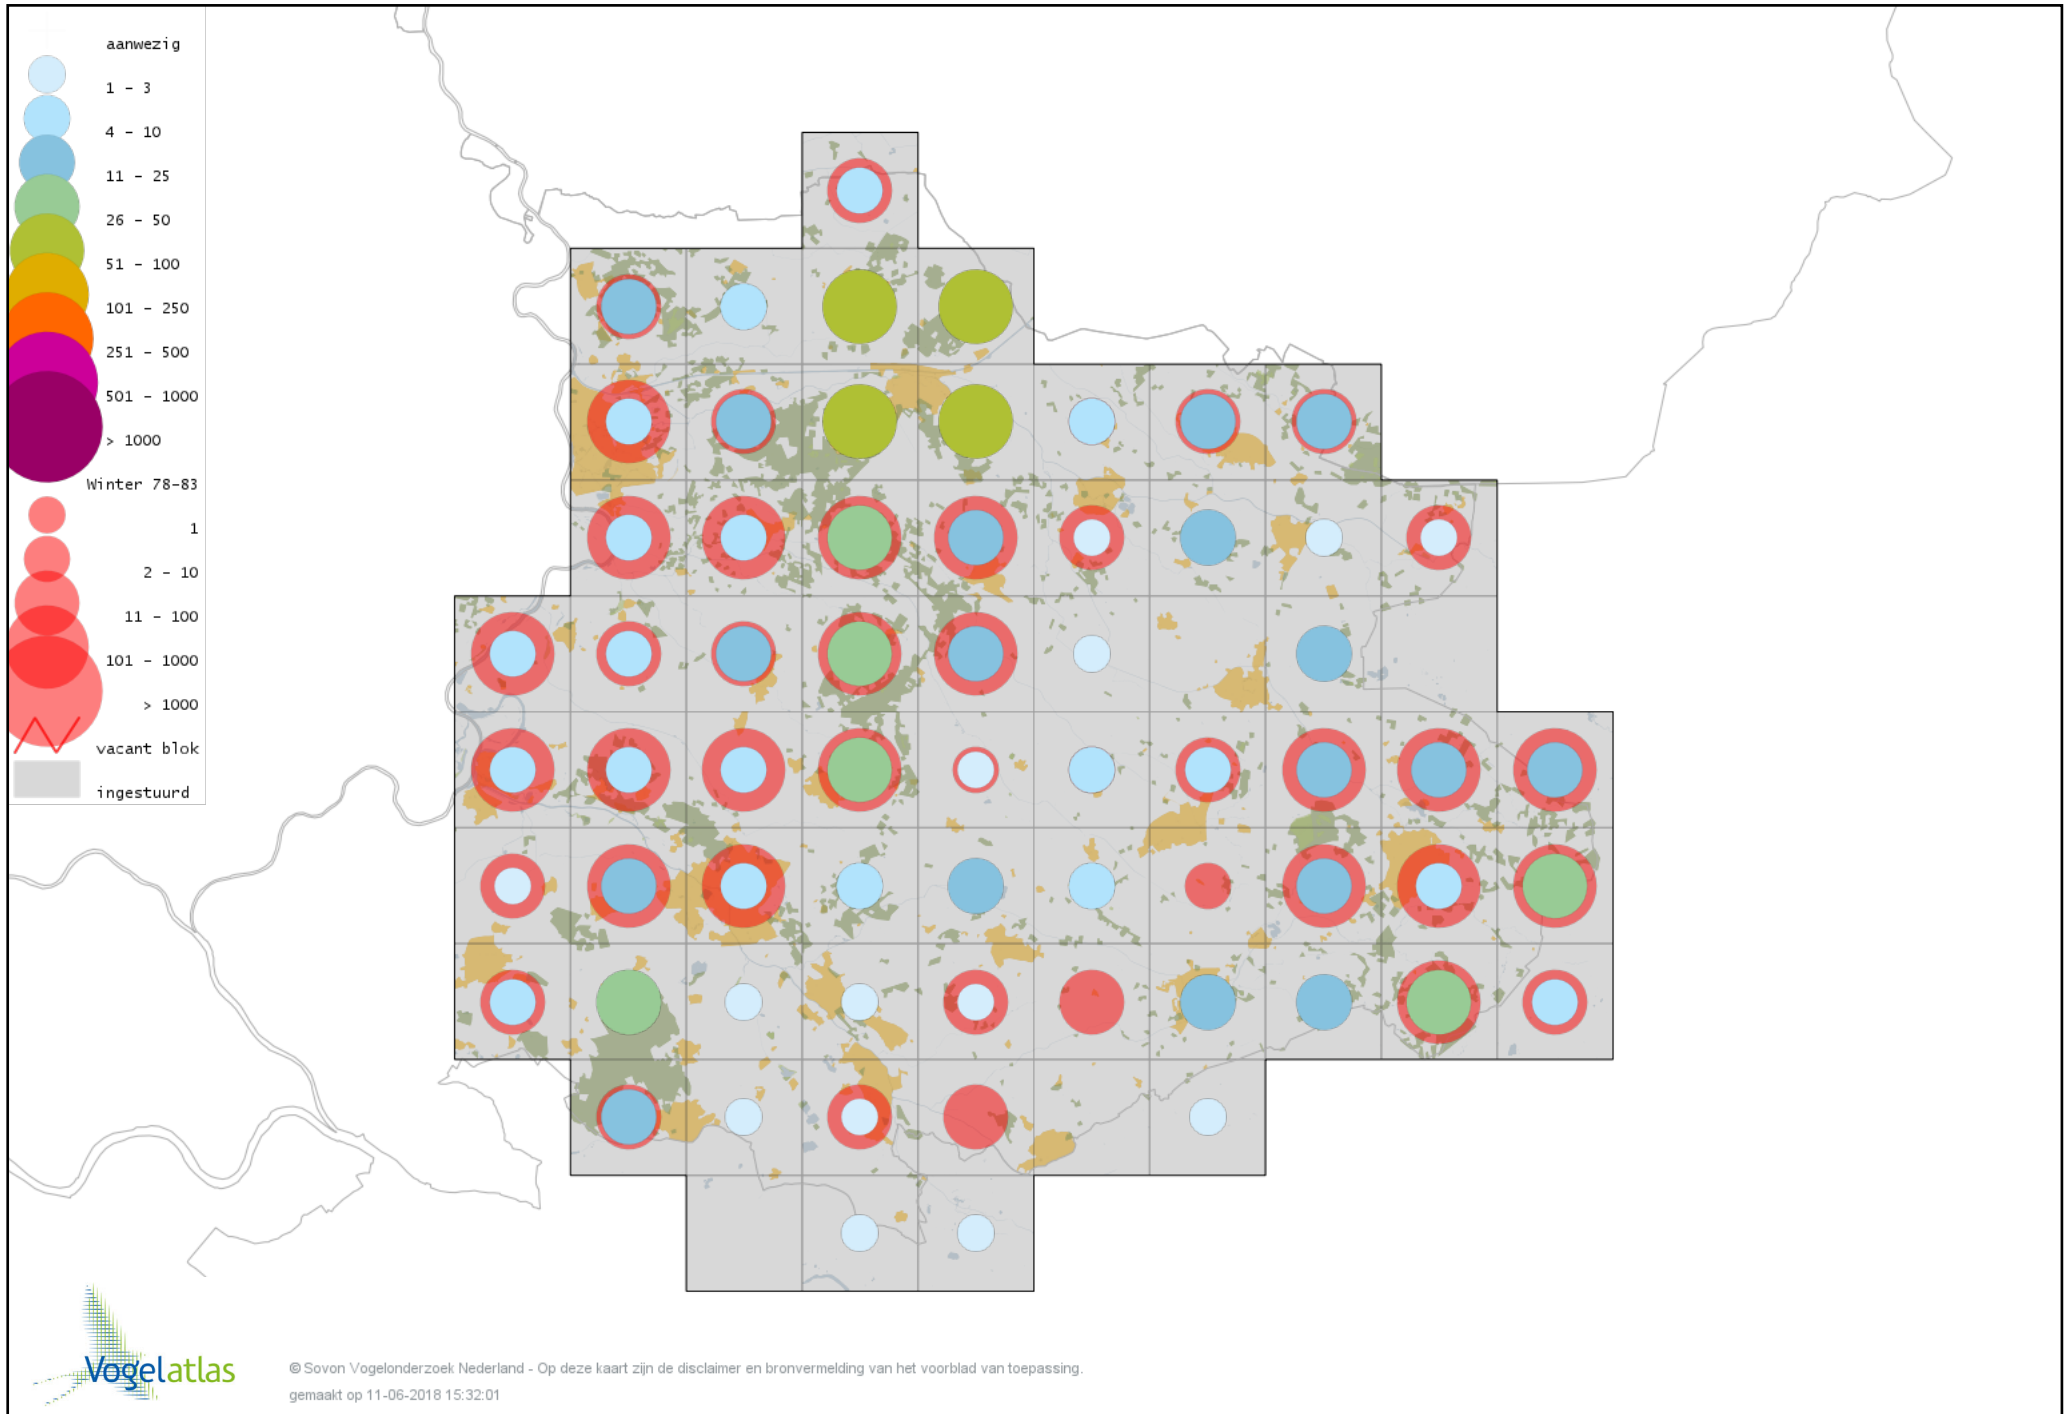 aanwezig
1 - 3
4 - 10
11 - 25
26 - 50
51 - 100
101 - 250
251 - 500
501 - 1000
> 1000
Winter 78-83
1
2 - 10
11 - 100
101 - 1000
> 1000
vacant blok
ingestuurd
Vogelatlas
© Sovon Vogelonderzoek Nederland - Op deze kaart zijn de disclaimer en bronvermelding van het voorblad van toepassing.
gemaakt op 11-06-2018 15:32:01